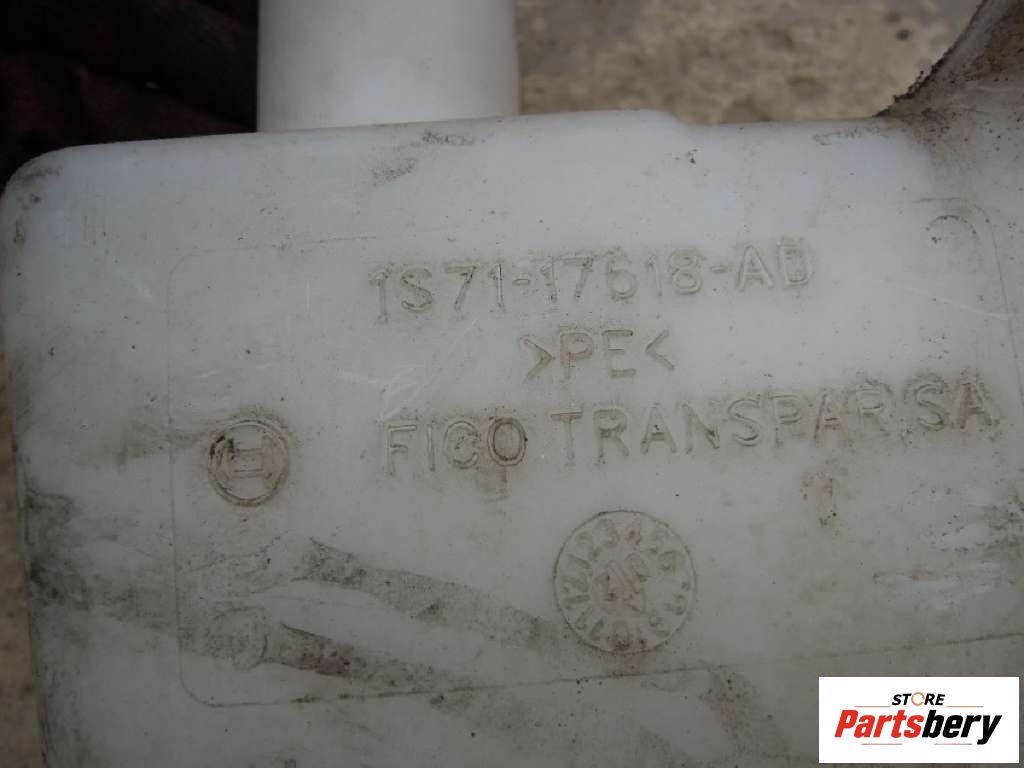 1S71-17618-AD
>PE<
FICO TRANSPAR,SA
STORE
Partsbery